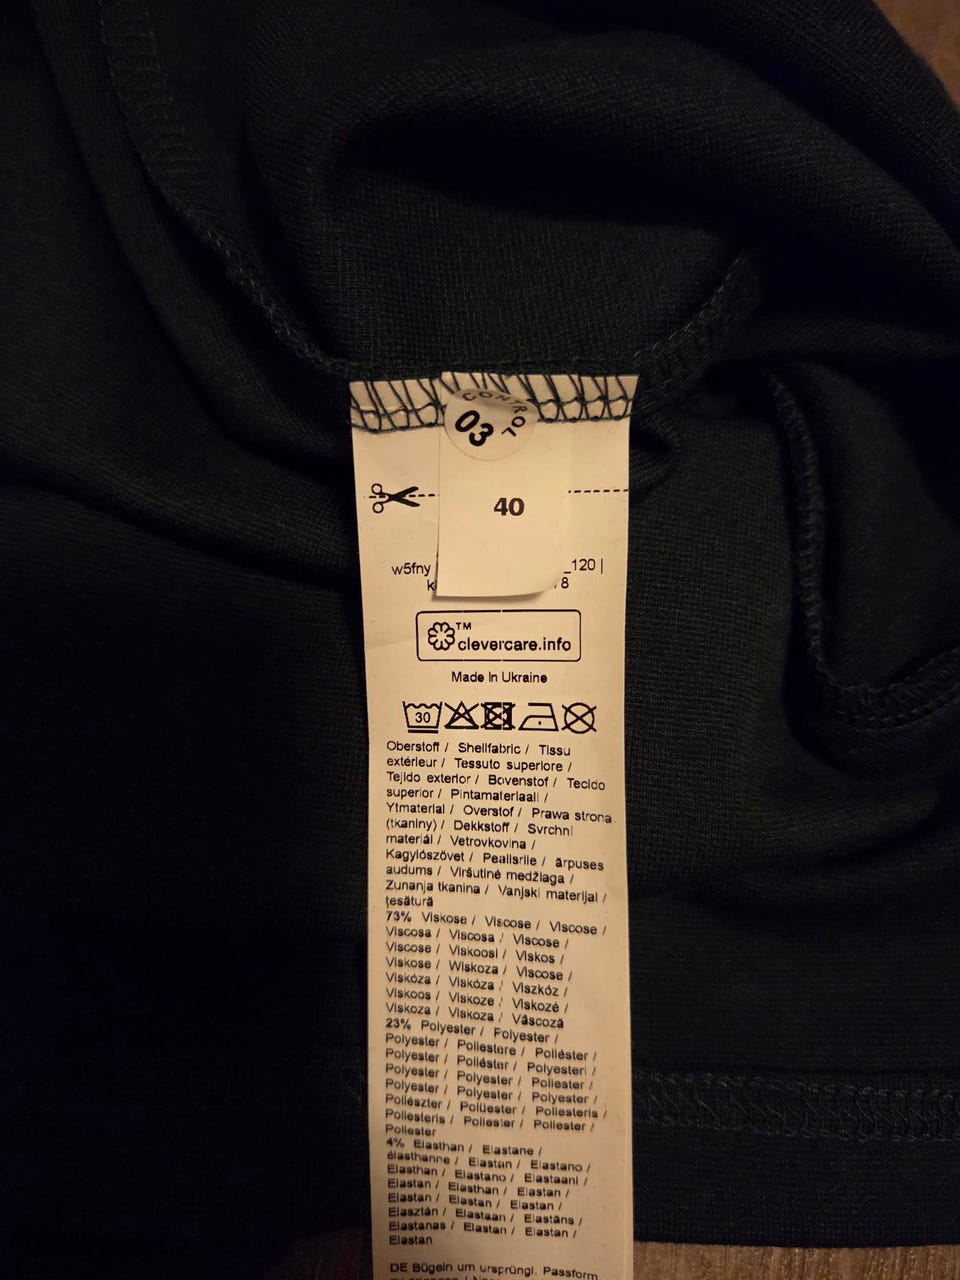 CONTROL
03
40
w5fny _120 |
k 8
TM
clevercare.info
Made in Ukraine
30
Oberstoff / Shellfabric / Tissu
extérieur / Tessuto superiore /
Tejido exterior / Bovenstof / Tecido
superior / Pintamateriaali /
Ytmaterial / Overstof / Prawa strona
(tkaniny) / Dekkstoff / Svrchní
materiál / Vetrovkovina /
Kagylószövet / Pealisriie / ārpuses
audums / Viršutinė medžiaga /
Zunanja tkanina / Vanjski materijal /
țesătură
73% Viskose / Viscose / Viscose /
Viscosa / Viscosa / Viscose /
Viscose / Viskoosi / Viskos /
Viskose / Wiskoza / Viscose /
Viskóza / Viskóza / Viszkóz /
Viskoos / Viskoze / Viskozė /
Viskoza / Viskoza / Vâscoză
23% Polyester / Polyester /
Polyester / Poliestere / Poliéster /
Polyester / Poliéster / Polyesteri /
Polyester / Polyester / Poliester /
Polyester / Polyester / Polyester /
Poliészter / Polüester / Poliesteris /
Poliesteris / Poliester / Poliester /
Poliester
4% Elasthan / Elastane /
élasthanne / Elastan / Elastano /
Elasthan / Elastano / Elastaani /
Elastan / Elasthan / Elastan /
Elastan / Elastan / Elastan /
Elasztán / Elastaan / Elastāns /
Elastanas / Elastan / Elastan /
Elastan
DE Bügeln um ursprüngl. Passform